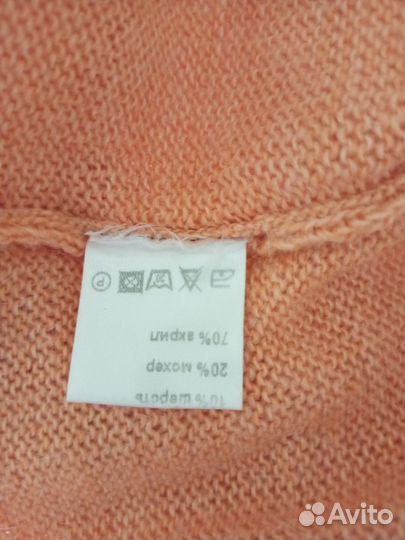 10% шерсть
20% мохер
70% акрил
P
Avito